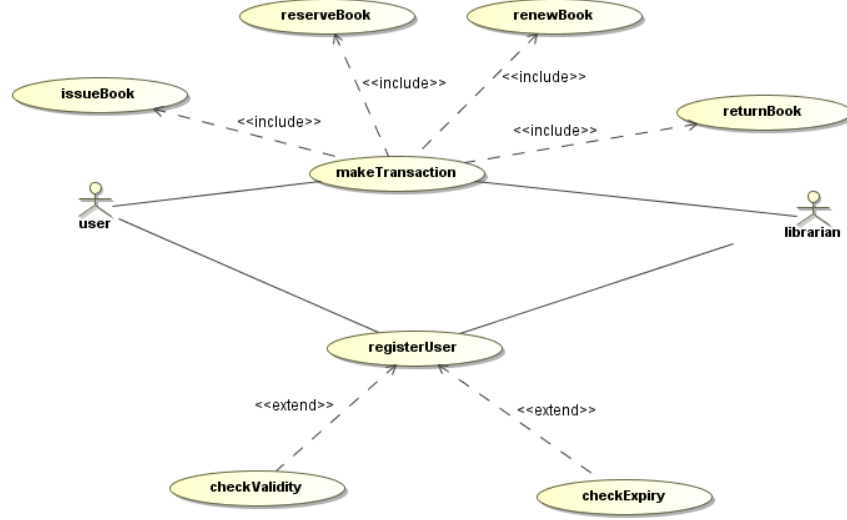 reserveBook
renewBook
<<include>>
<<include>>
issueBook
returnBook
<<include>>
<<include>>
makeTransaction
user
librarian
registerUser
<<extend>>
<<extend>>
checkValidity
checkExpiry